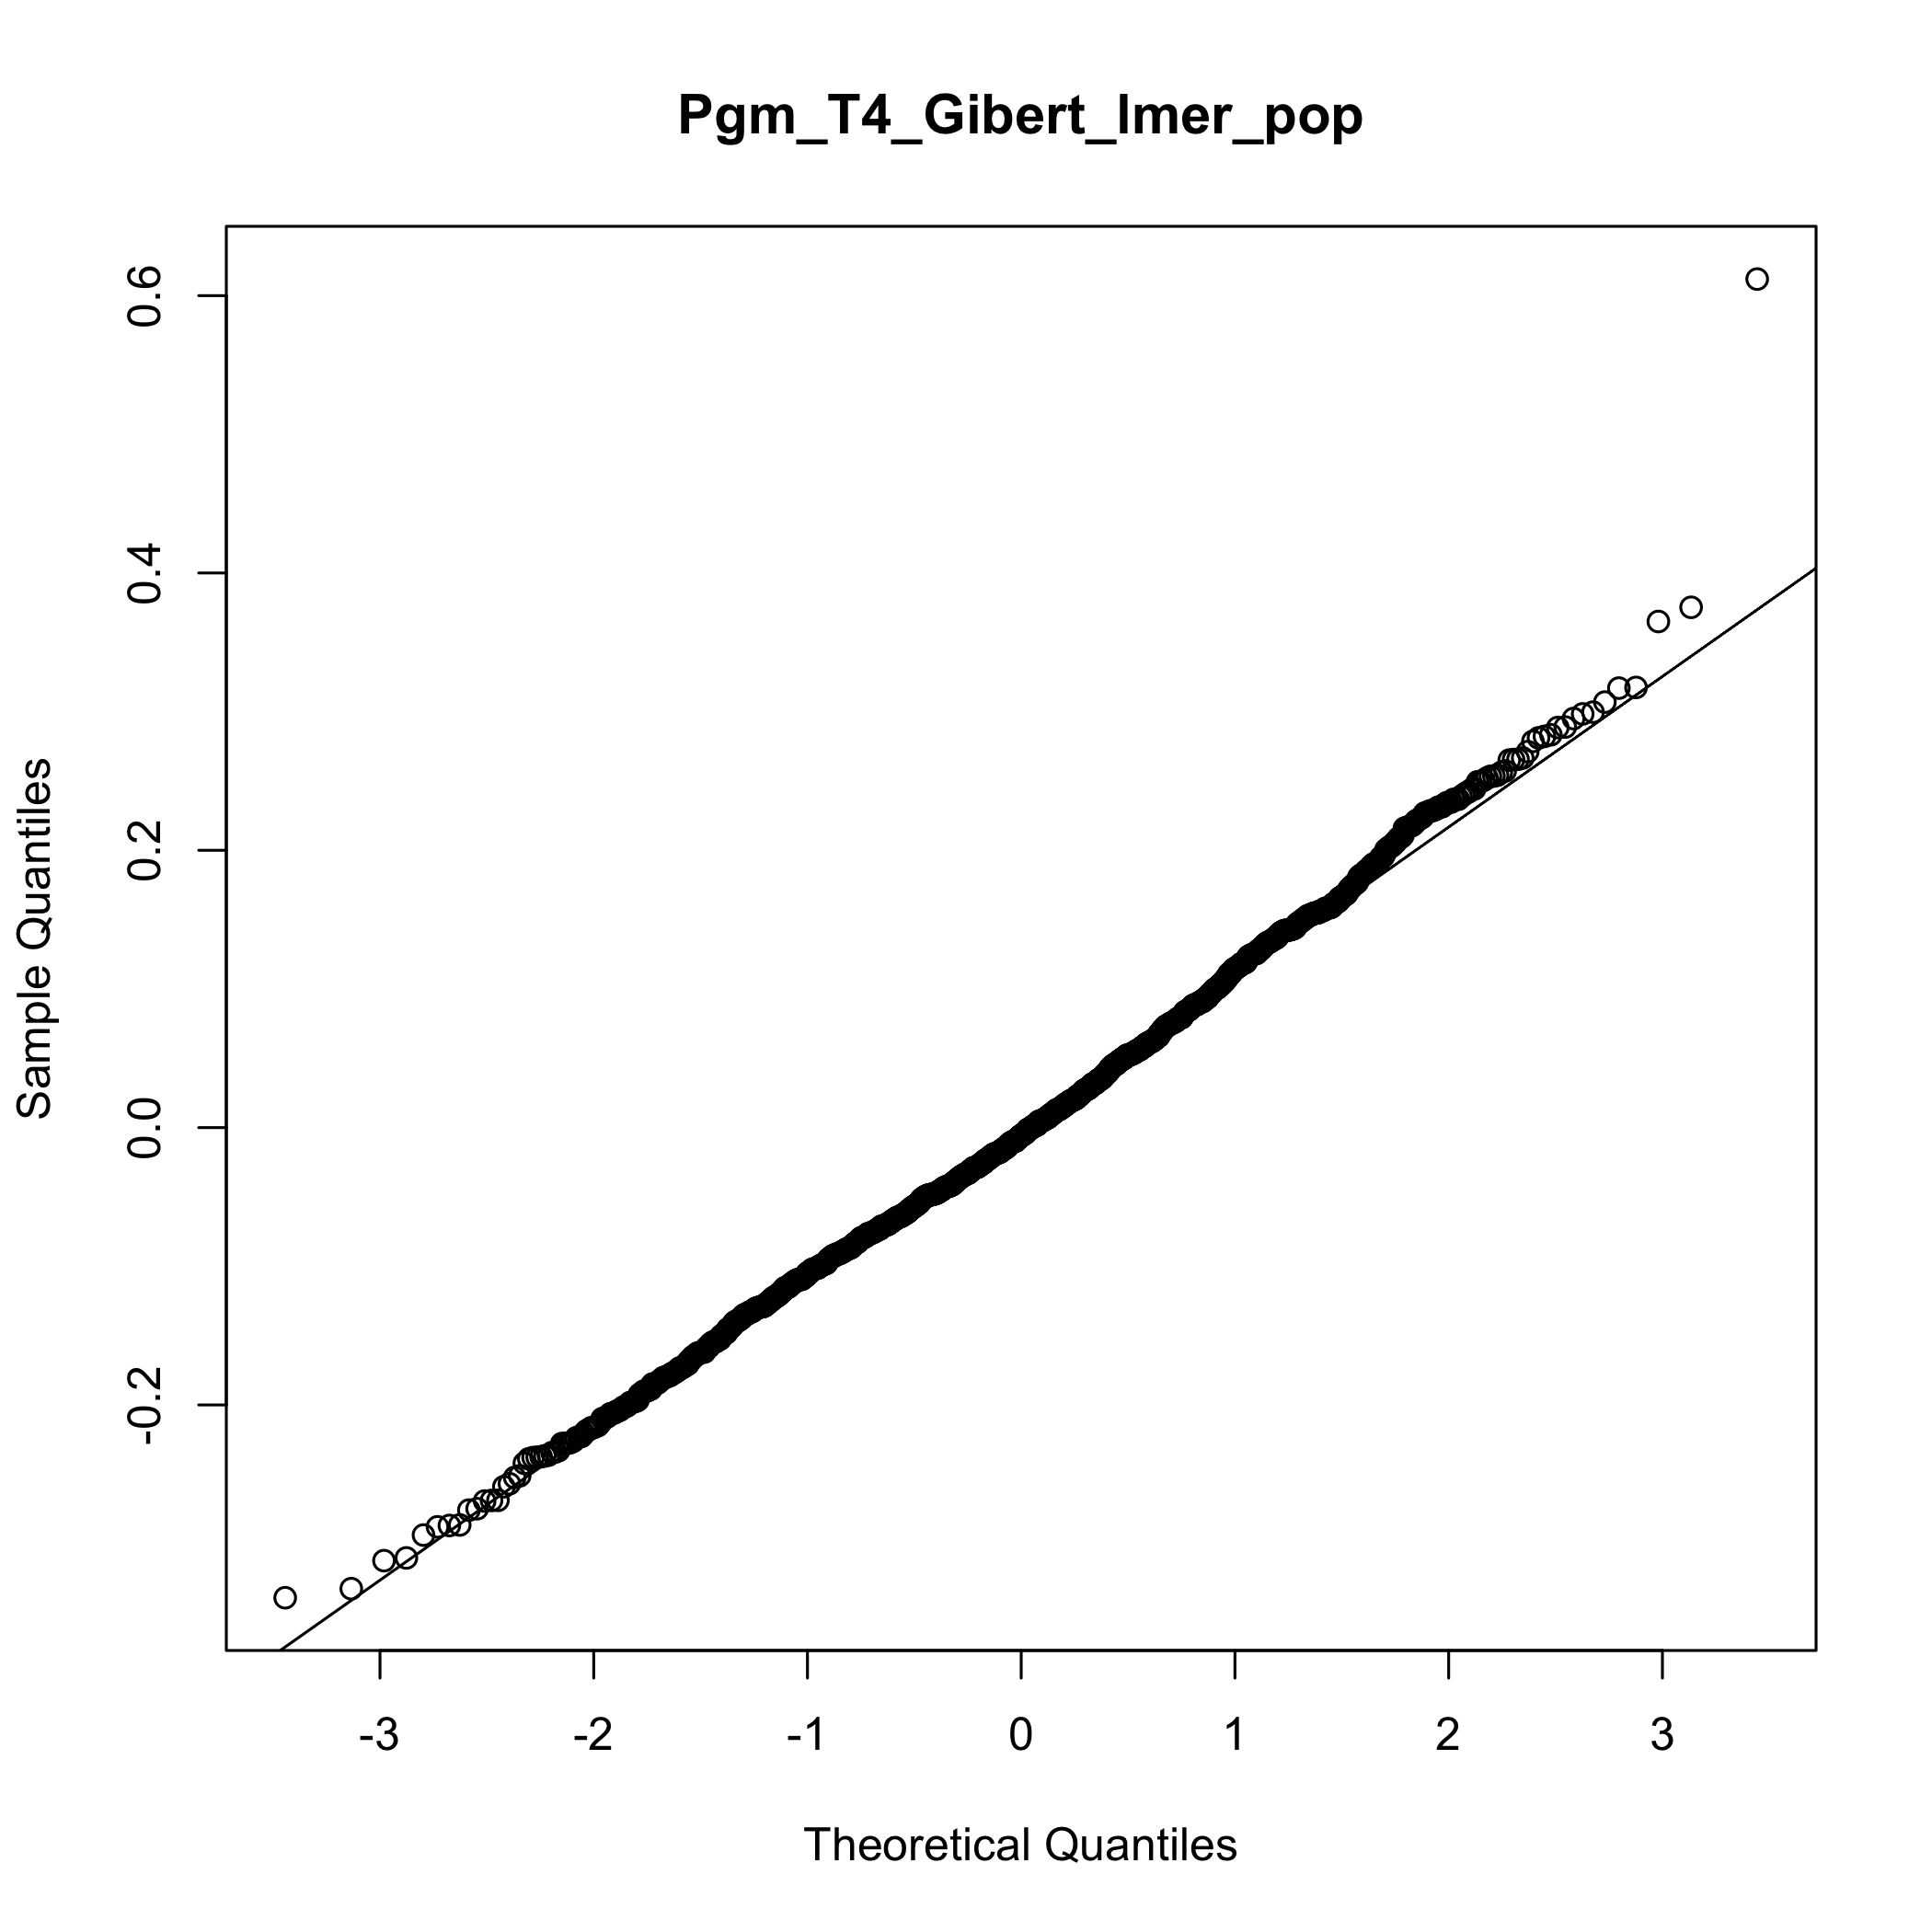 Pgm_T4_Gibert_lmer_pop
0.6
0.4
0.2
0.0
-0.2
Sample Quantiles
-3 -2 -1 0 1 2 3
Theoretical Quantiles